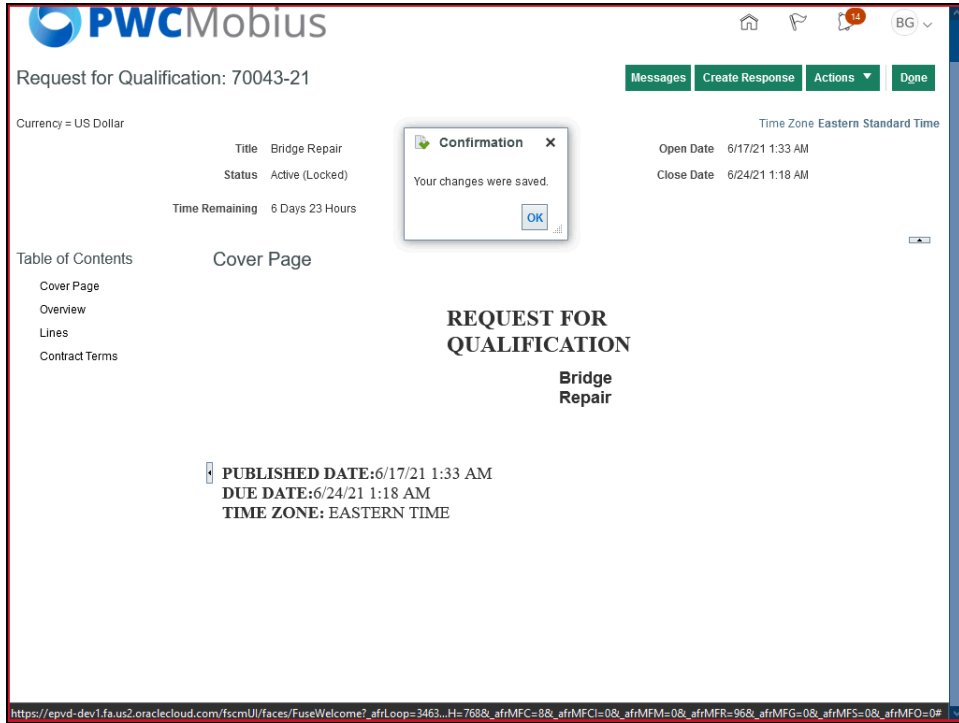 PWCMobius
14
BG
Request for Qualification: 70043-21
Messages Create Response Actions Done
Currency = US Dollar
Time Zone Eastern Standard Time
Title Bridge Repair
Status Active (Locked)
Time Remaining 6 Days 23 Hours
Confirmation
Your changes were saved.
OK
Open Date 6/17/21 1:33 AM
Close Date 6/24/21 1:18 AM
Table of Contents
Cover Page
Overview
Lines
Contract Terms
Cover Page
REQUEST FOR
QUALIFICATION
Bridge
Repair
PUBLISHED DATE:6/17/21 1:33 AM
DUE DATE:6/24/21 1:18 AM
TIME ZONE: EASTERN TIME
https://epvd-dev1.fa.us2.oraclecloud.com/fscmUI/faces/FuseWelcome?_afrLoop=3463...H=768&_afrMFC=8&_afrMFCI=0&_afrMFM=0&_afrMFR=96&_afrMFG=0&_afrMFS=0&_afrMFO=0#